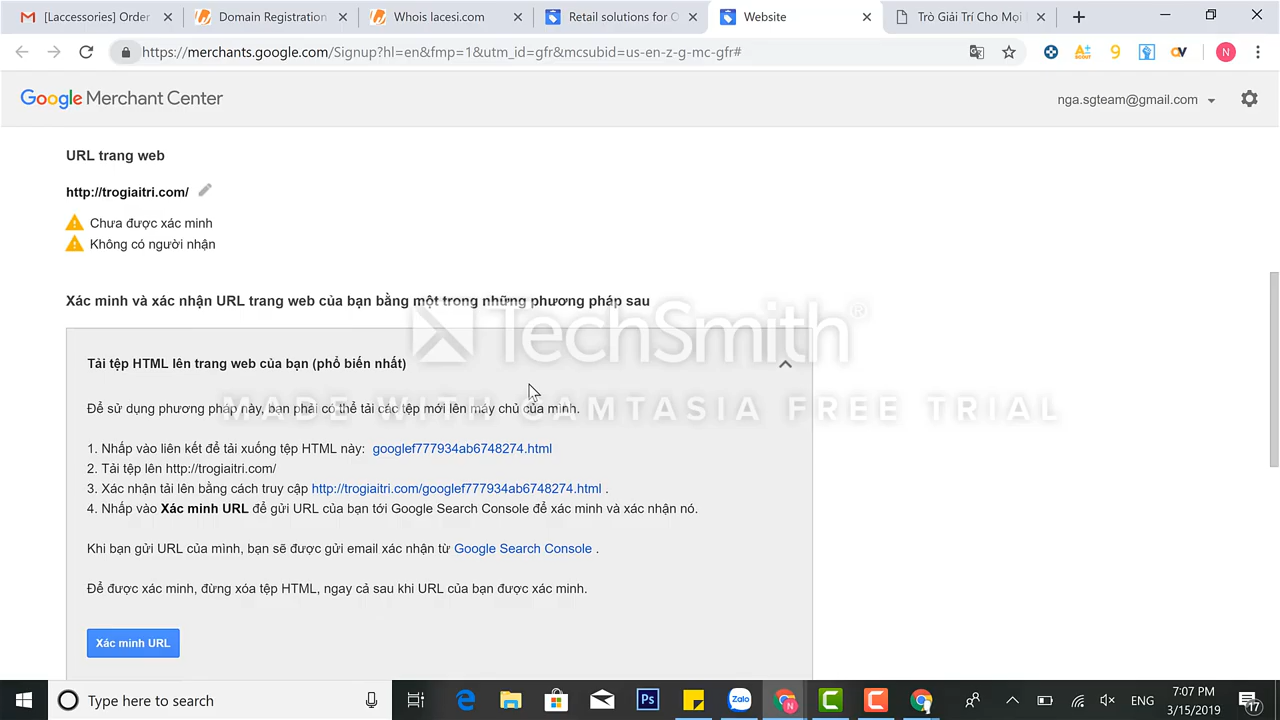 [Laccessories] Order
Domain Registration
Whois lacesi.com
Retail solutions for O
Website
Trò Giải Trí Cho Mọi
https://merchants.google.com/Signup?hl=en&fmp=1&utm_id=gfr&mcsubid=us-en-z-g-mc-gfr#
A+
SCOUT
9
QV
N
Google Merchant Center
nga.sgteam@gmail.com
URL trang web
http://trogiaitri.com/
Chưa được xác minh
Không có người nhận
Xác minh và xác nhận URL trang web của bạn bằng một trong những phương pháp sau
TechSmith®
Tải tệp HTML lên trang web của bạn (phổ biến nhất)
MADE WITH CAMTASIA FREE TRIAL
Để sử dụng phương pháp này, bạn phải có thể tải các tệp mới lên máy chủ của mình.
1. Nhấp vào liên kết để tải xuống tệp HTML này: googlef777934ab6748274.html
2. Tải tệp lên http://trogiaitri.com/
3. Xác nhận tải lên bằng cách truy cập http://trogiaitri.com/googlef777934ab6748274.html .
4. Nhấp vào Xác minh URL để gửi URL của bạn tới Google Search Console để xác minh và xác nhận nó.
Khi bạn gửi URL của mình, bạn sẽ được gửi email xác nhận từ Google Search Console .
Để được xác minh, đừng xóa tệp HTML, ngay cả sau khi URL của bạn được xác minh.
Xác minh URL
Type here to search
Ps
Zalo
N
ENG
7:07 PM
3/15/2019
17